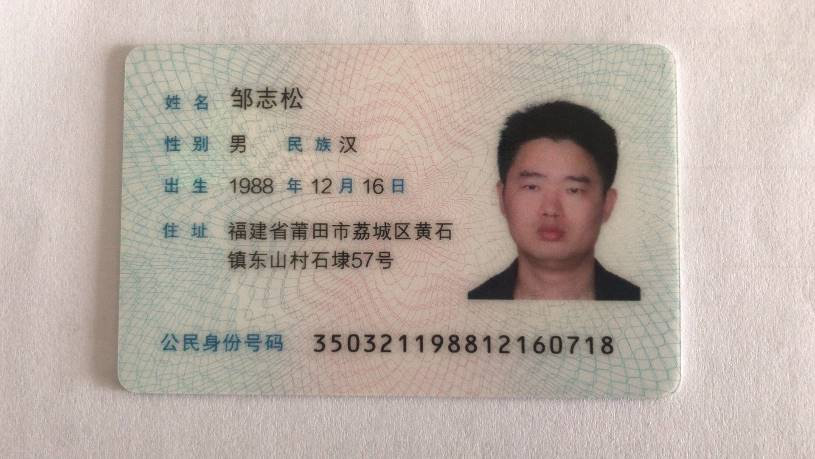 姓名 邹志松
性别 男 民族 汉
出生 1988 年 12 月 16 日
住址 福建省莆田市荔城区黄石
镇东山村石埭57号
公民身份号码 350321198812160718